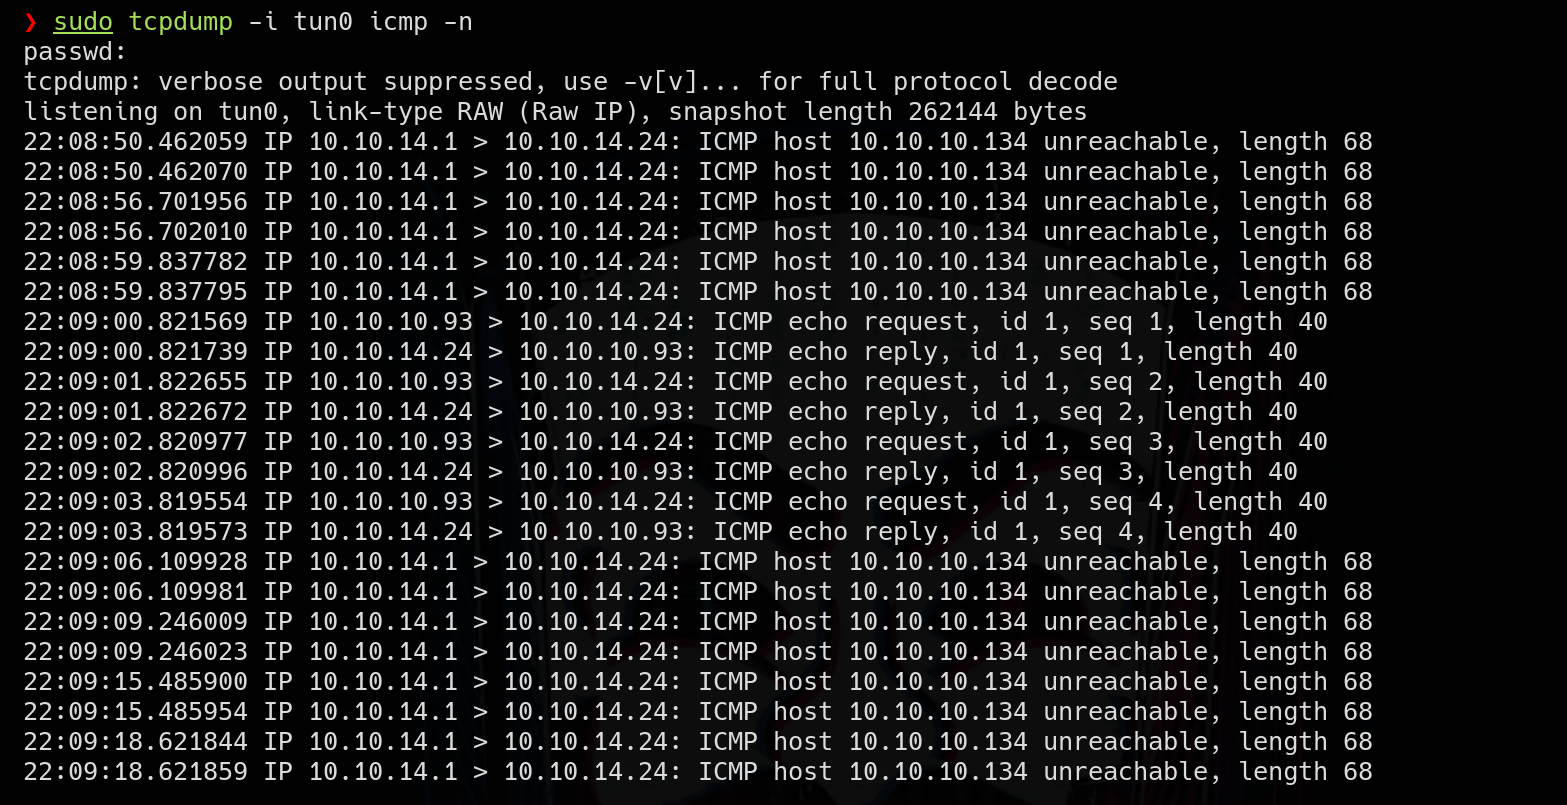 ❯ sudo tcpdump -i tun0 icmp -n
passwd:
tcpdump: verbose output suppressed, use -v[v]... for full protocol decode
listening on tun0, link-type RAW (Raw IP), snapshot length 262144 bytes
22:08:50.462059 IP 10.10.14.1 > 10.10.14.24: ICMP host 10.10.10.134 unreachable, length 68
22:08:50.462070 IP 10.10.14.1 > 10.10.14.24: ICMP host 10.10.10.134 unreachable, length 68
22:08:56.701956 IP 10.10.14.1 > 10.10.14.24: ICMP host 10.10.10.134 unreachable, length 68
22:08:56.702010 IP 10.10.14.1 > 10.10.14.24: ICMP host 10.10.10.134 unreachable, length 68
22:08:59.837782 IP 10.10.14.1 > 10.10.14.24: ICMP host 10.10.10.134 unreachable, length 68
22:08:59.837795 IP 10.10.14.1 > 10.10.14.24: ICMP host 10.10.10.134 unreachable, length 68
22:09:00.821569 IP 10.10.10.93 > 10.10.14.24: ICMP echo request, id 1, seq 1, length 40
22:09:00.821739 IP 10.10.14.24 > 10.10.10.93: ICMP echo reply, id 1, seq 1, length 40
22:09:01.822655 IP 10.10.10.93 > 10.10.14.24: ICMP echo request, id 1, seq 2, length 40
22:09:01.822672 IP 10.10.14.24 > 10.10.10.93: ICMP echo reply, id 1, seq 2, length 40
22:09:02.820977 IP 10.10.10.93 > 10.10.14.24: ICMP echo request, id 1, seq 3, length 40
22:09:02.820996 IP 10.10.14.24 > 10.10.10.93: ICMP echo reply, id 1, seq 3, length 40
22:09:03.819554 IP 10.10.10.93 > 10.10.14.24: ICMP echo request, id 1, seq 4, length 40
22:09:03.819573 IP 10.10.14.24 > 10.10.10.93: ICMP echo reply, id 1, seq 4, length 40
22:09:06.109928 IP 10.10.14.1 > 10.10.14.24: ICMP host 10.10.10.134 unreachable, length 68
22:09:06.109981 IP 10.10.14.1 > 10.10.14.24: ICMP host 10.10.10.134 unreachable, length 68
22:09:09.246009 IP 10.10.14.1 > 10.10.14.24: ICMP host 10.10.10.134 unreachable, length 68
22:09:09.246023 IP 10.10.14.1 > 10.10.14.24: ICMP host 10.10.10.134 unreachable, length 68
22:09:15.485900 IP 10.10.14.1 > 10.10.14.24: ICMP host 10.10.10.134 unreachable, length 68
22:09:15.485954 IP 10.10.14.1 > 10.10.14.24: ICMP host 10.10.10.134 unreachable, length 68
22:09:18.621844 IP 10.10.14.1 > 10.10.14.24: ICMP host 10.10.10.134 unreachable, length 68
22:09:18.621859 IP 10.10.14.1 > 10.10.14.24: ICMP host 10.10.10.134 unreachable, length 68